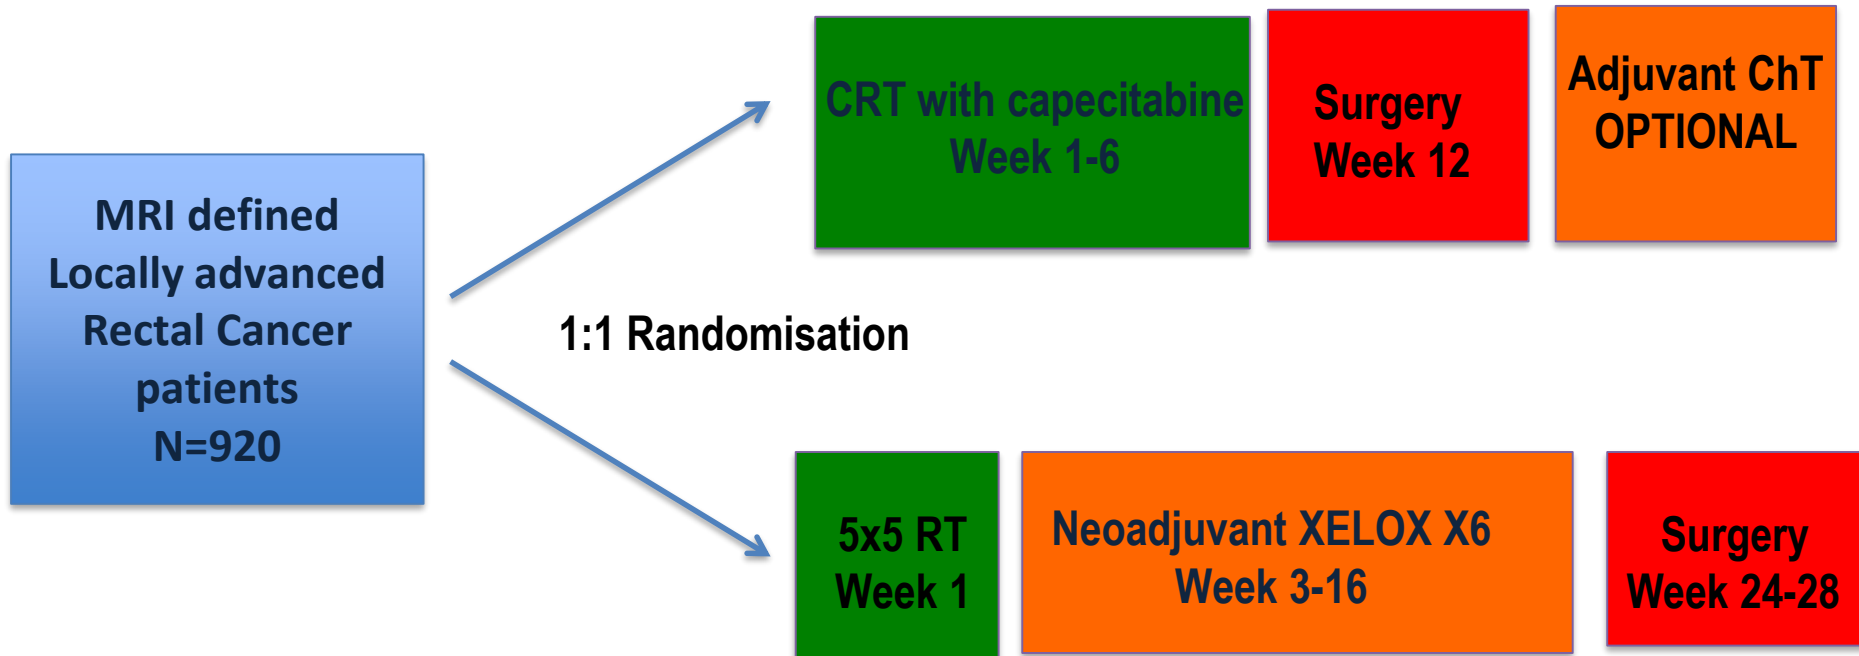 MRI defined
Locally advanced
Rectal Cancer
patients
N=920
1:1 Randomisation
CRT with capecitabine
Week 1-6
Surgery
Week 12
Adjuvant ChT
OPTIONAL
5x5 RT
Week 1
Neoadjuvant XELOX X6
Week 3-16
Surgery
Week 24-28